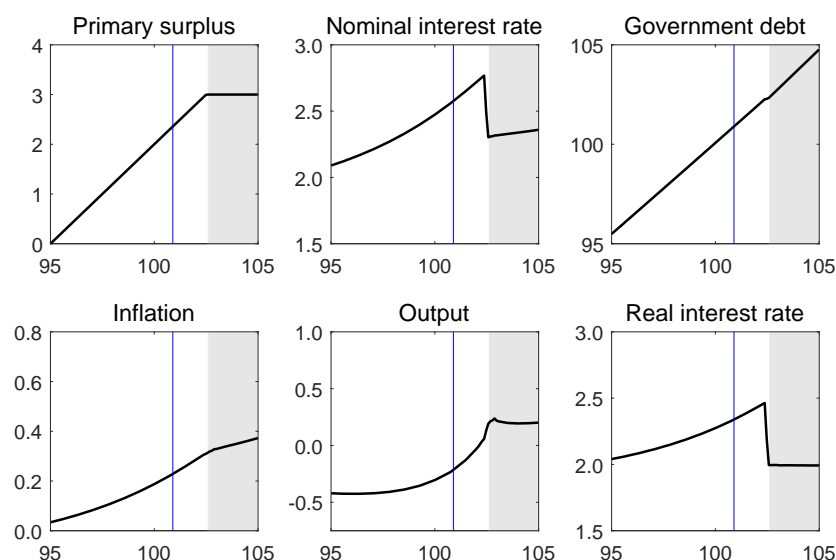 Primary surplus
4
3
2
1
0
95 100 105
Nominal interest rate
3.0
2.5
2.0
1.5
95 100 105
Government debt
105
100
95
95 100 105
Inflation
0.8
0.6
0.4
0.2
0.0
95 100 105
Output
1.0
0.5
0.0
-0.5
95 100 105
Real interest rate
3.0
2.5
2.0
1.5
95 100 105